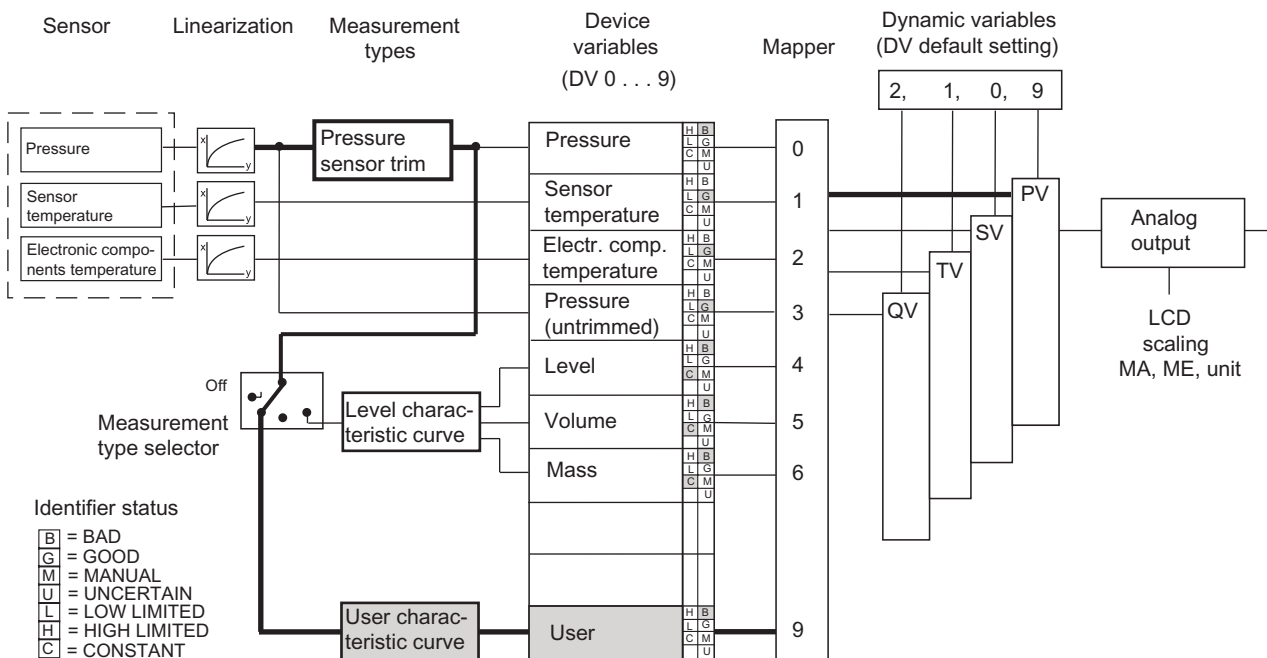 Sensor
Linearization
Measurement
types
Device
variables
(DV 0 . . . 9)
Mapper
Dynamic variables
(DV default setting)
2, 1, 0, 9
Pressure
x
y
Pressure
sensor trim
Pressure
H B
L G
C M
U
0
Sensor
temperature
x
y
Sensor
temperature
H B
L G
C M
U
1
PV
Electronic compo-
nents temperature
x
y
Electr. comp.
temperature
H B
L G
C M
U
2
SV
TV
QV
Analog
output
LCD
scaling
MA, ME, unit
Pressure
(untrimmed)
H B
L G
C M
U
3
Off
Measurement
type selector
Level charac-
teristic curve
Level
H B
L G
C M
U
4
Volume
H B
L G
C M
U
5
Mass
H B
L G
C M
U
6
Identifier status
B = BAD
G = GOOD
M = MANUAL
U = UNCERTAIN
L = LOW LIMITED
H = HIGH LIMITED
C = CONSTANT
User charac-
teristic curve
User
H B
L G
C M
U
9